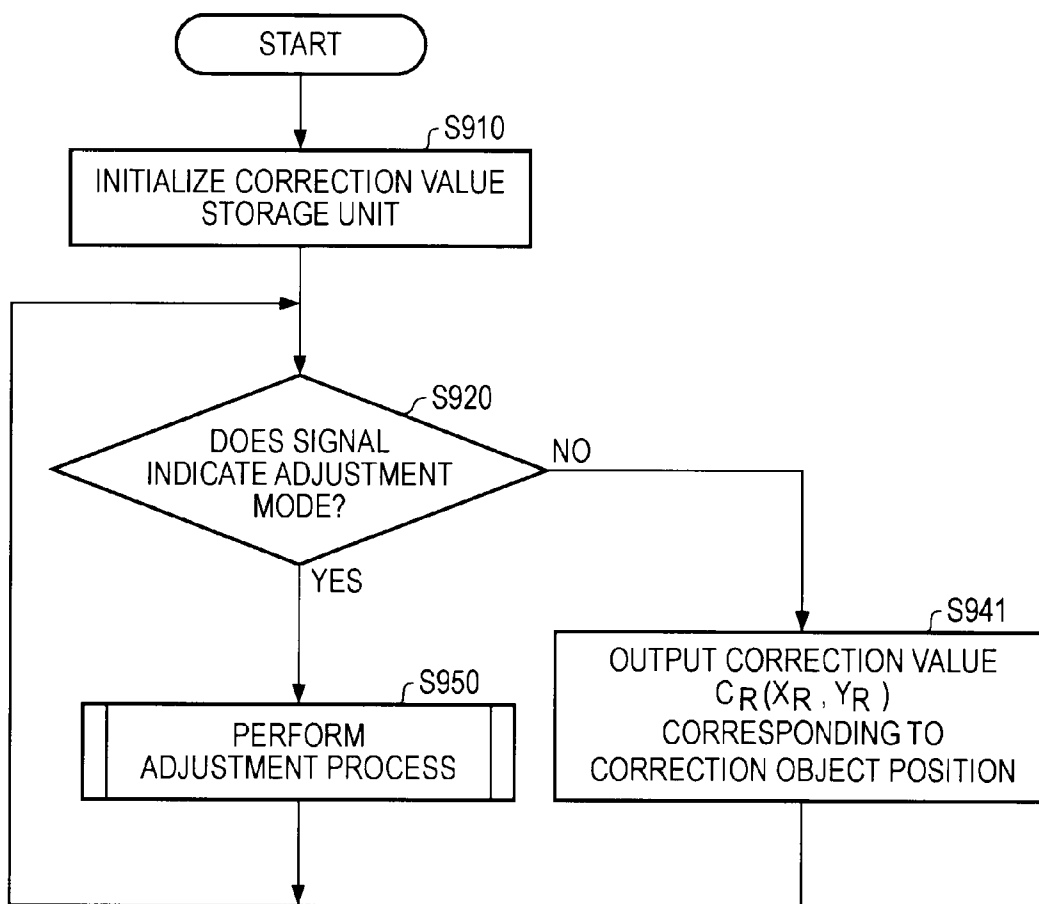 START
S910
INITIALIZE CORRECTION VALUE
STORAGE UNIT
S920
DOES SIGNAL
INDICATE ADJUSTMENT
MODE?
NO
YES
S941
OUTPUT CORRECTION VALUE
CR(XR, YR)
CORRESPONDING TO
CORRECTION OBJECT POSITION
S950
PERFORM
ADJUSTMENT PROCESS